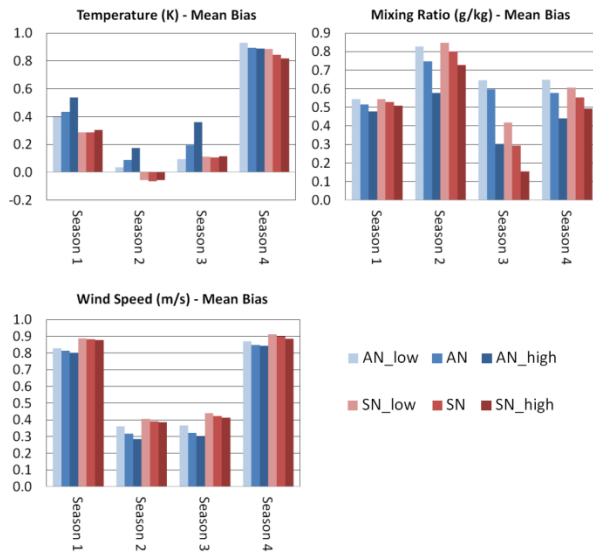 Temperature (K) - Mean Bias
1.0
0.8
0.6
0.4
0.2
0.0
-0.2
Season 1
Season 2
Season 3
Season 4
Mixing Ratio (g/kg) - Mean Bias
0.9
0.8
0.7
0.6
0.5
0.4
0.3
0.2
0.1
0.0
Season 1
Season 2
Season 3
Season 4
Wind Speed (m/s) - Mean Bias
1.0
0.9
0.8
0.7
0.6
0.5
0.4
0.3
0.2
0.1
0.0
Season 1
Season 2
Season 3
Season 4
AN_low AN AN_high
SN_low SN SN_high